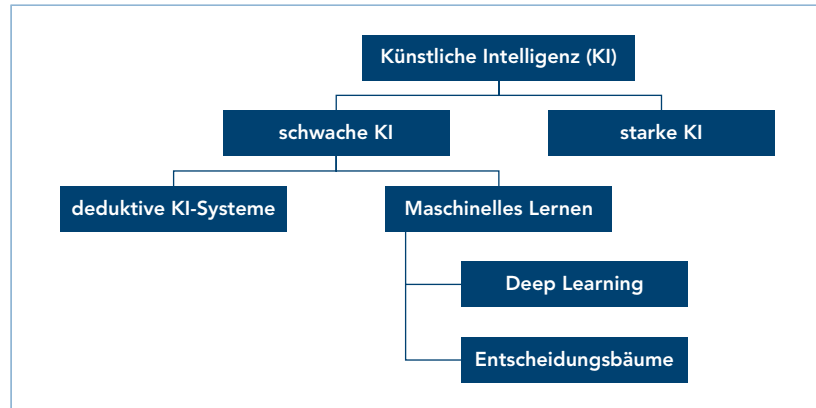 Künstliche Intelligenz (KI)
schwache KI
starke KI
deduktive KI-Systeme
Maschinelles Lernen
Deep Learning
Entscheidungsbäume